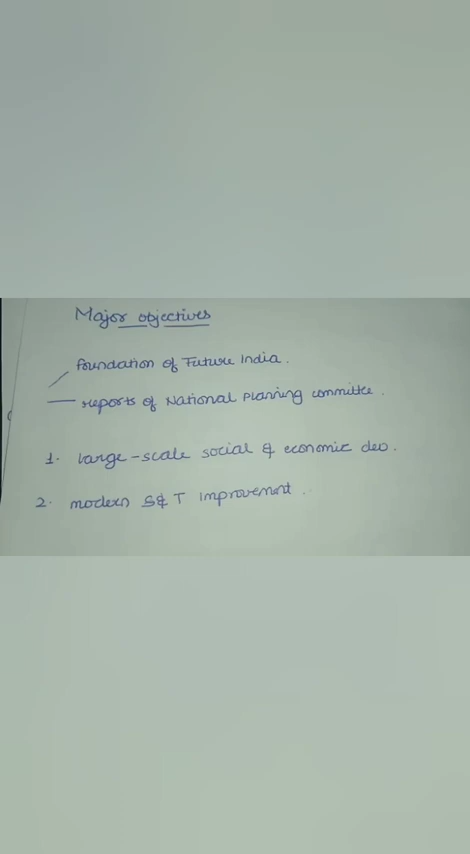 Major objectives
foundation of Future India.
reports of National Planning committee.
1. large-scale social & economic dev.
2. modern S&T improvement.